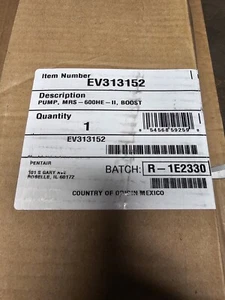 Item Number
EV313152
Description
PUMP, MRS-600HE-II, BOOST
Quantity
1
EV313152
PENTAIR
BATCH: R-1E2330
COUNTRY OF ORIGIN MEXICO